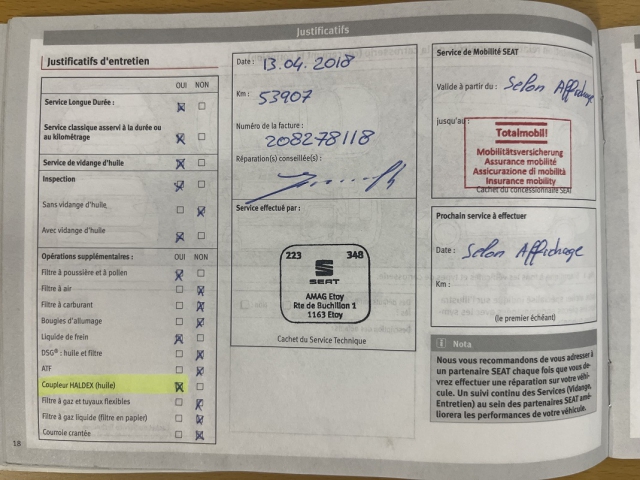 Justificatifs
Justificatifs d'entretien
OUI NON
Service Longue Durée :
Service classique asservi à la durée ou
au kilométrage
Service de vidange d'huile
Inspection
Sans vidange d'huile
Avec vidange d'huile
Opérations supplémentaires : OUI NON
Filtre à poussière et à pollen
Filtre à air
Filtre à carburant
Bougies d'allumage
Liquide de frein
DSG® : huile et filtre
ATF
Coupleur HALDEX (huile)
Filtre à gaz et tuyaux flexibles
Filtre à gaz liquide (filtre en papier)
Courroie crantée
18
Date : 13.04.2018
Km : 53907
Numéro de la facture :
208278118
Réparation(s) conseillée(s) :
Service effectué par :
223 348
SEAT
AMAG Etoy
Rte de Buchillon 1
1163 Etoy
Cachet du Service Technique
Service de Mobilité SEAT
Valide à partir du : Selon Affichage
jusqu'au :
Totalmobil!
Mobilitätsversicherung
Assurance mobilité
Assicurazione di mobilità
Insurance mobility
Cachet du concessionnaire SEAT
Prochain service à effectuer
Date : Selon Affichage
Km :
(le premier échéant)
Nota
Nous vous recommandons de vous adresser à
un partenaire SEAT chaque fois que vous de-
vrez effectuer une réparation sur votre véhi-
cule. Un suivi continu des Services (Vidange,
Entretien) au sein des partenaires SEAT amé-
liorera les performances de votre véhicule.